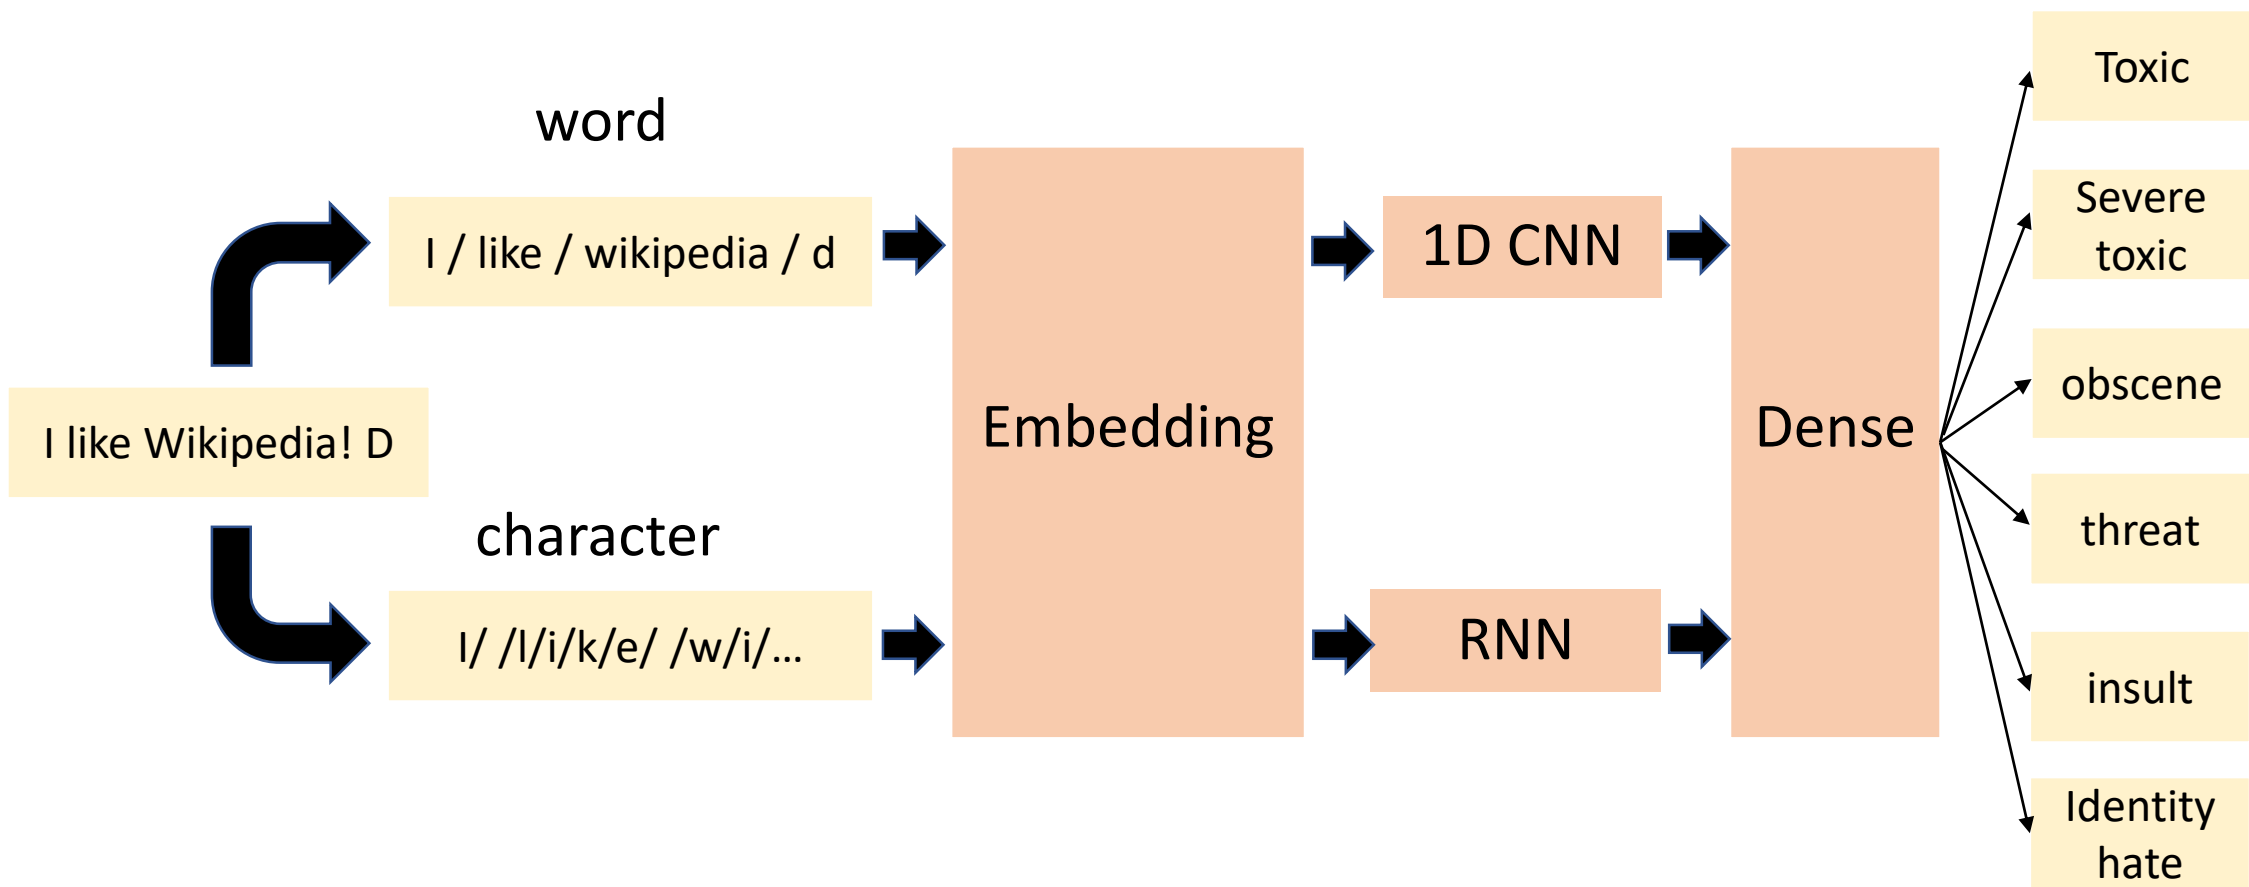 word
I / like / wikipedia / d
I like Wikipedia! D
character
I/ /l/i/k/e/ /w/i/...
Embedding
1D CNN
RNN
Dense
Toxic
Severe
toxic
obscene
threat
insult
Identity
hate